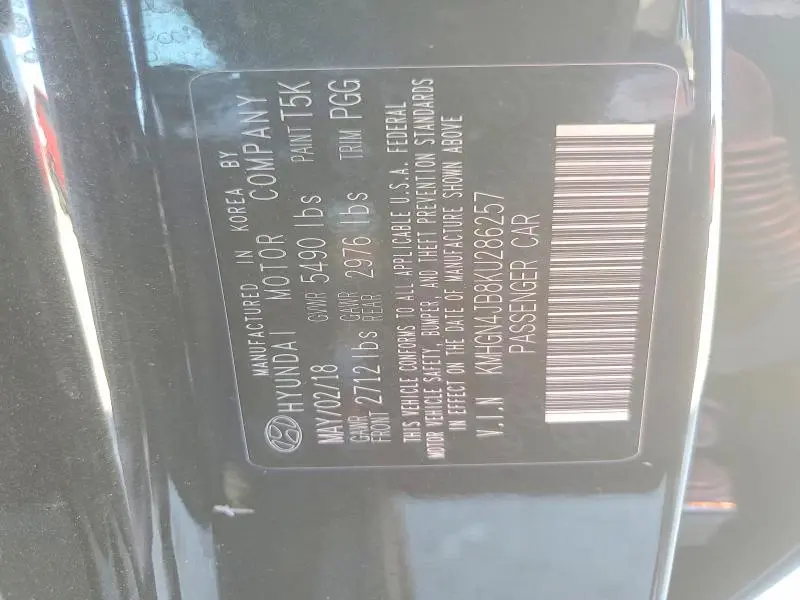 MANUFACTURED IN KOREA BY
HYUNDAI MOTOR COMPANY
MAY/02/18 GVWR 5490 lbs PAINT T5K
GAWR FRONT 2712 lbs GAWR REAR 2976 lbs TRIM PGG
THIS VEHICLE CONFORMS TO ALL APPLICABLE U.S.A. FEDERAL
MOTOR VEHICLE SAFETY, BUMPER, AND THEFT PREVENTION STANDARDS
IN EFFECT ON THE DATE OF MANUFACTURE SHOWN ABOVE
V.I.N KMHGN4JB8KU286257
PASSENGER CAR